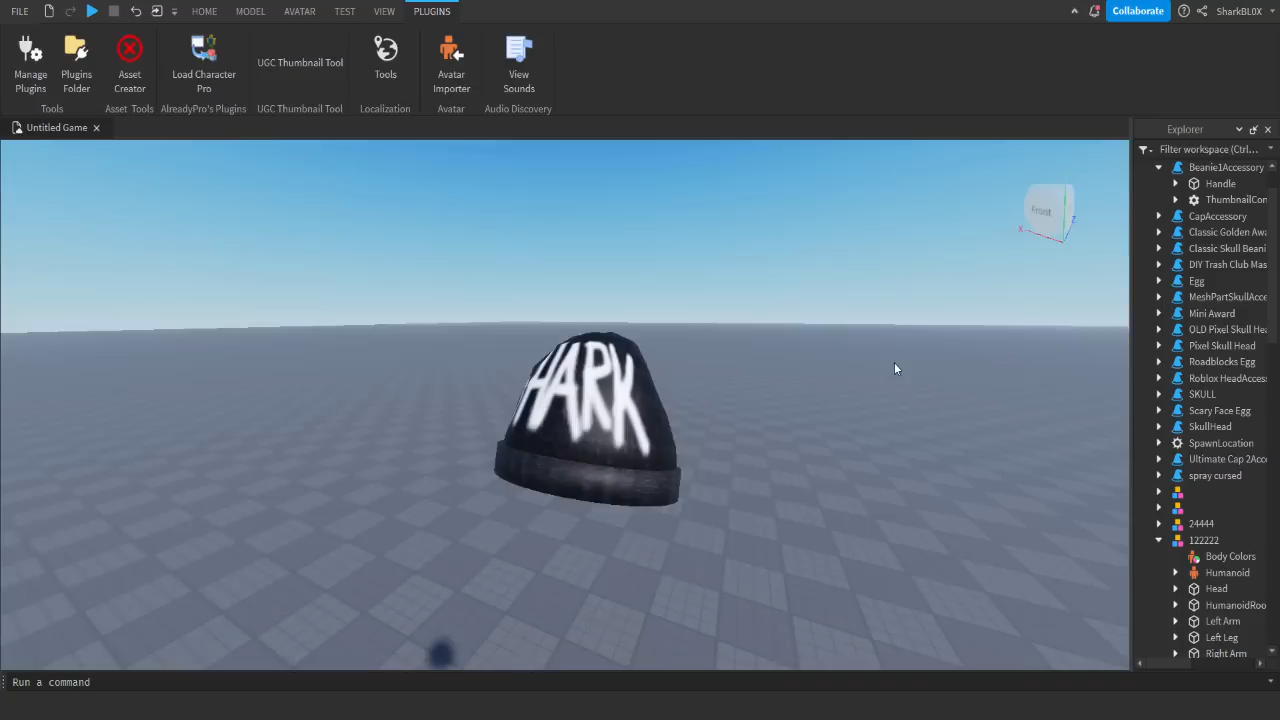 FILE HOME MODEL AVATAR TEST VIEW PLUGINS Collaborate SharkBL0X
Manage Plugins
Plugins Folder
Asset Creator
Load Character Pro
UGC Thumbnail Tool
Tools
Avatar Importer
View Sounds
Tools Asset Tools AlreadyPro's Plugins UGC Thumbnail Tool Localization Avatar Audio Discovery
Untitled Game
Explorer
Filter workspace (Ctrl...
Beanie1Accessory
Handle
ThumbnailCon
CapAccessory
Classic Golden Awa
Classic Skull Beani
DIY Trash Club Mas
Egg
MeshPartSkullAcce
Mini Award
OLD Pixel Skull Hea
Pixel Skull Head
Roadblocks Egg
Roblox HeadAccess
SKULL
Scary Face Egg
SkullHead
SpawnLocation
Ultimate Cap 2Acco
spray cursed
24444
122222
Body Colors
Humanoid
Head
HumanoidRoo
Left Arm
Left Leg
Right Arm
Front
X
Z
HARK
Run a command